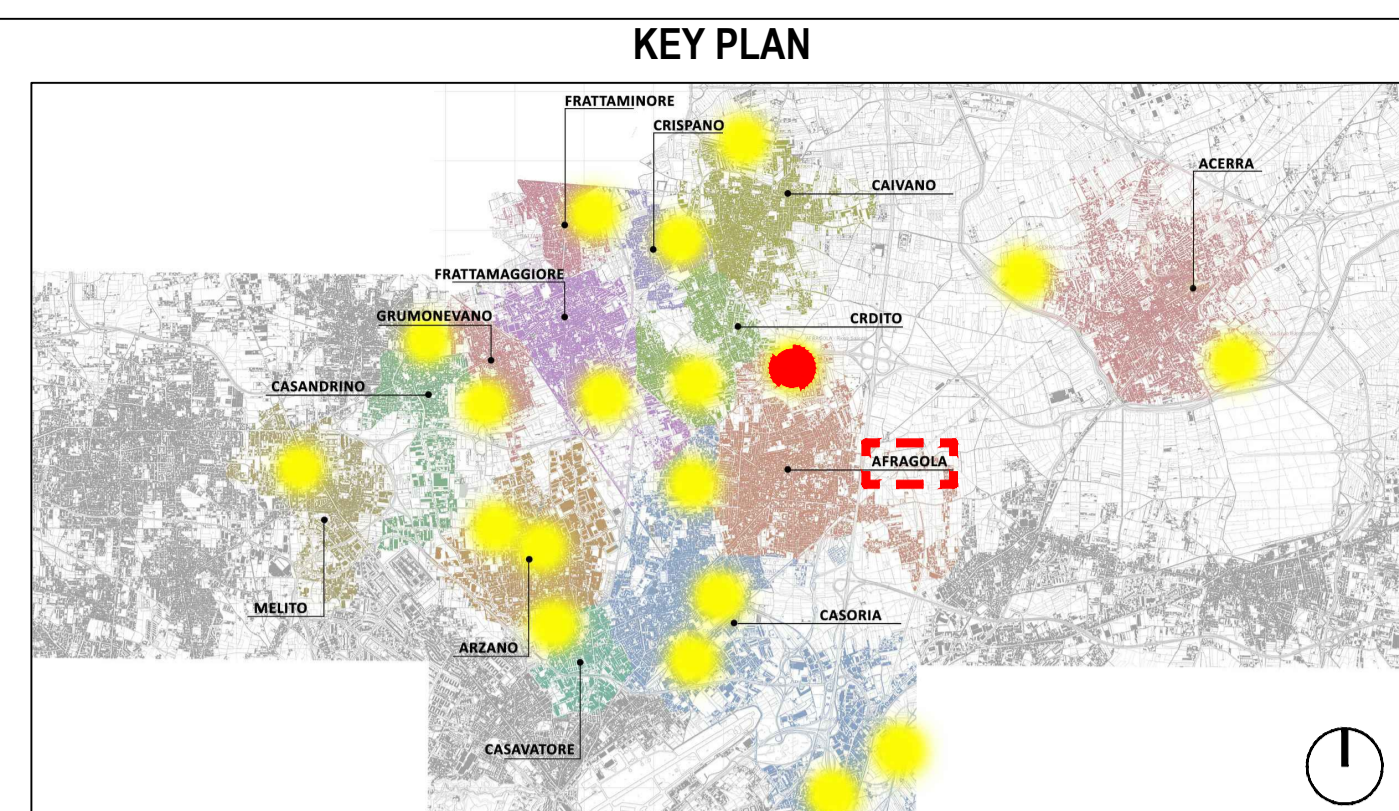 KEY PLAN
FRATTAMINORE
CRISPANO
ACERRA
CAIVANO
FRATTAMAGGIORE
GRUMONEVANO
CRDITO
CASANDRINO
AFRAGOLA
MELITO
CASORIA
ARZANO
CASAVATORE